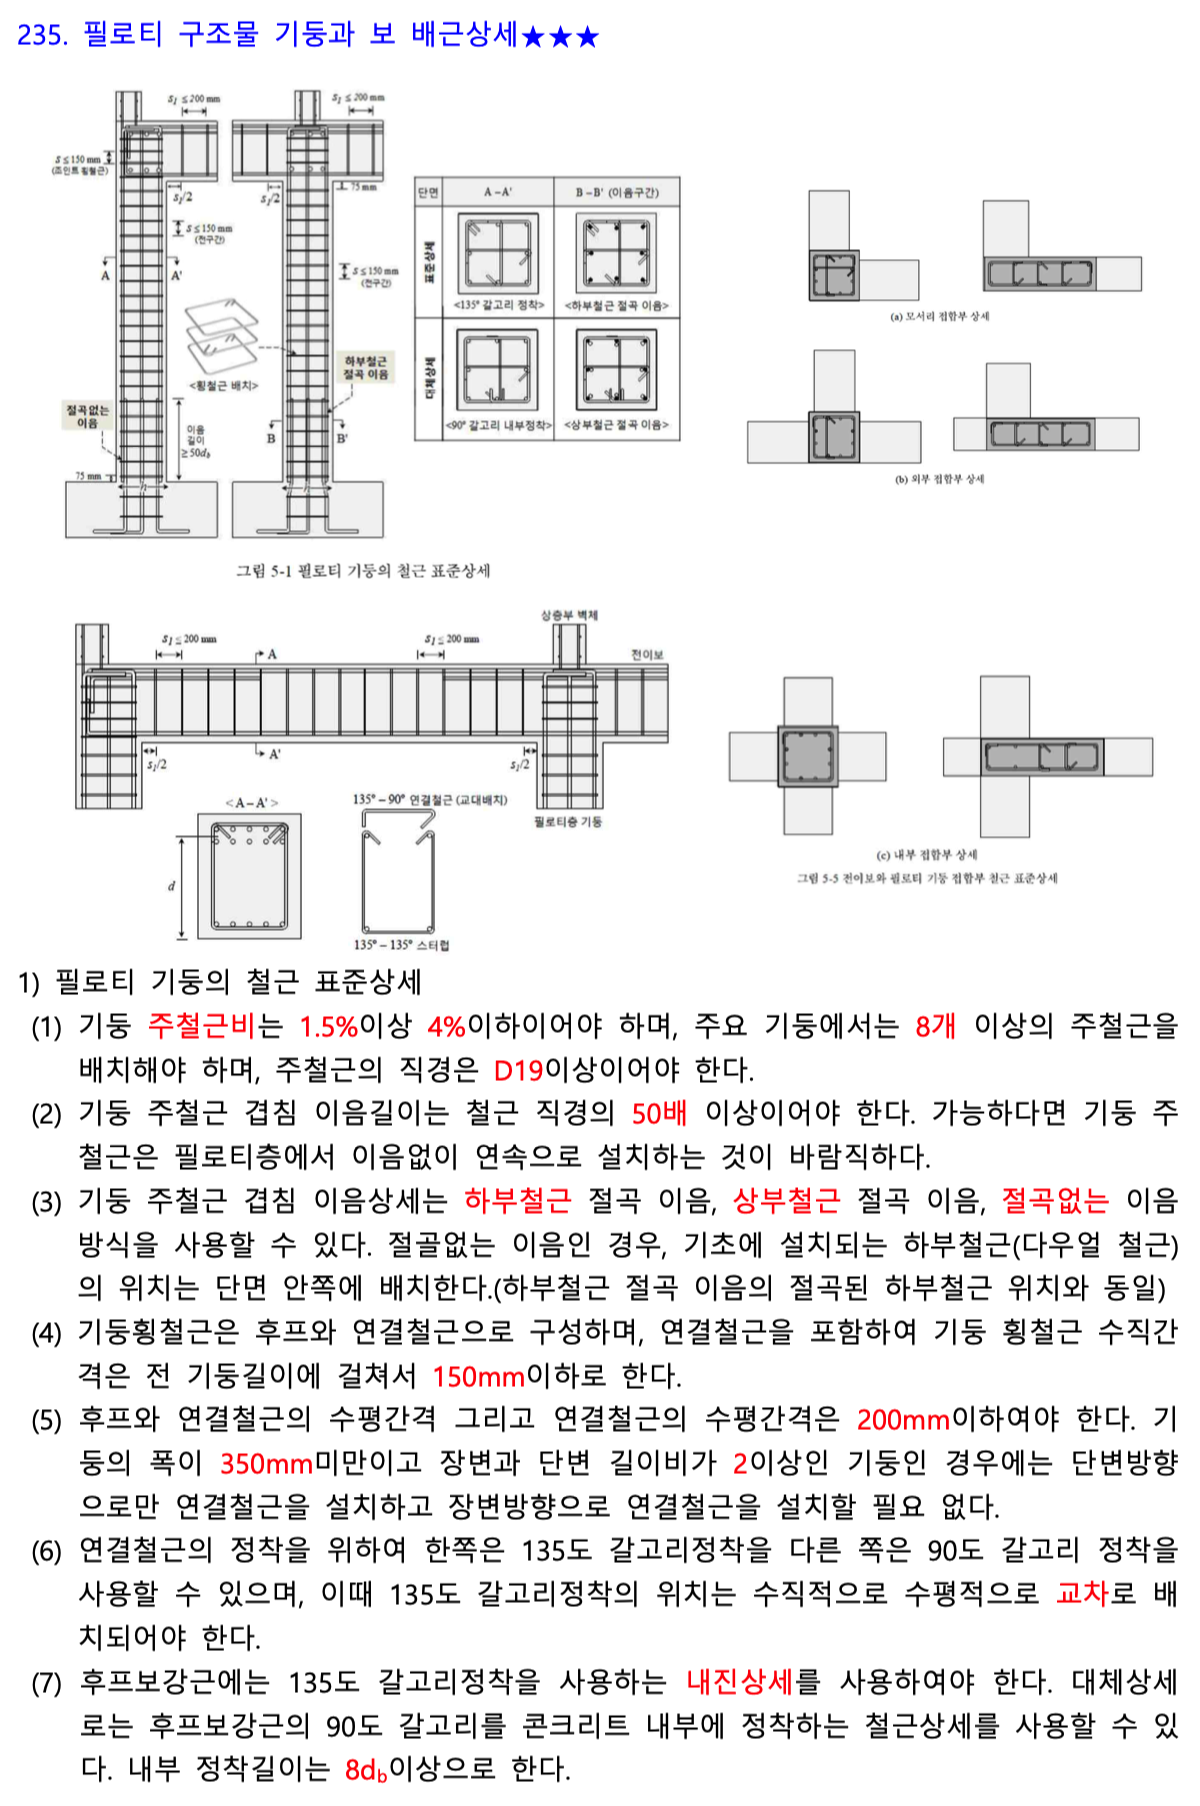 235. 필로티 구조물 기둥과 보 배근상세★★★
S₁ ≤200 mm
S₁ ≤ 200 mm
S ≤150 mm
(조인트 횡철근)
S₁/2
S₁/2
75 mm
S ≤150 mm
(전구간)
A
A'
S ≤150 mm
(전구간)
<횡철근 배치>
하부철근
절곡 이음
절곡없는
이음
이음
길이
≥50d_b
B
B'
75 mm
h
h
단면
A – A'
B – B' (이음구간)
표준상세
<135° 갈고리 정착>
<하부철근 절곡 이음>
대체상세
<90° 갈고리 내부정착>
<상부철근 절곡 이음>
(a) 모서리 접합부 상세
(b) 외부 접합부 상세
그림 5-1 필로티 기둥의 철근 표준상세
상층부 벽체
S₁ ≤ 200 mm
S₁ ≤ 200 mm
A
전이보
A'
S₁/2
S₁/2
<A – A'>
135° – 90° 연결철근 (교대배치)
필로티층 기둥
d
135° – 135° 스터럽
(c) 내부 접합부 상세
그림 5-5 전이보와 필로티 기둥 접합부 철근 표준상세
1) 필로티 기둥의 철근 표준상세
(1) 기둥 주철근비는 1.5%이상 4%이하이어야 하며, 주요 기둥에서는 8개 이상의 주철근을
배치해야 하며, 주철근의 직경은 D19이상이어야 한다.
(2) 기둥 주철근 겹침 이음길이는 철근 직경의 50배 이상이어야 한다. 가능하다면 기둥 주
철근은 필로티층에서 이음없이 연속으로 설치하는 것이 바람직하다.
(3) 기둥 주철근 겹침 이음상세는 하부철근 절곡 이음, 상부철근 절곡 이음, 절곡없는 이음
방식을 사용할 수 있다. 절골없는 이음인 경우, 기초에 설치되는 하부철근(다우얼 철근)
의 위치는 단면 안쪽에 배치한다.(하부철근 절곡 이음의 절곡된 하부철근 위치와 동일)
(4) 기둥횡철근은 후프와 연결철근으로 구성하며, 연결철근을 포함하여 기둥 횡철근 수직간
격은 전 기둥길이에 걸쳐서 150mm이하로 한다.
(5) 후프와 연결철근의 수평간격 그리고 연결철근의 수평간격은 200mm이하여야 한다. 기
둥의 폭이 350mm미만이고 장변과 단변 길이비가 2이상인 기둥인 경우에는 단변방향
으로만 연결철근을 설치하고 장변방향으로 연결철근을 설치할 필요 없다.
(6) 연결철근의 정착을 위하여 한쪽은 135도 갈고리정착을 다른 쪽은 90도 갈고리 정착을
사용할 수 있으며, 이때 135도 갈고리정착의 위치는 수직적으로 수평적으로 교차로 배
치되어야 한다.
(7) 후프보강근에는 135도 갈고리정착을 사용하는 내진상세를 사용하여야 한다. 대체상세
로는 후프보강근의 90도 갈고리를 콘크리트 내부에 정착하는 철근상세를 사용할 수 있
다. 내부 정착길이는 8d_b이상으로 한다.